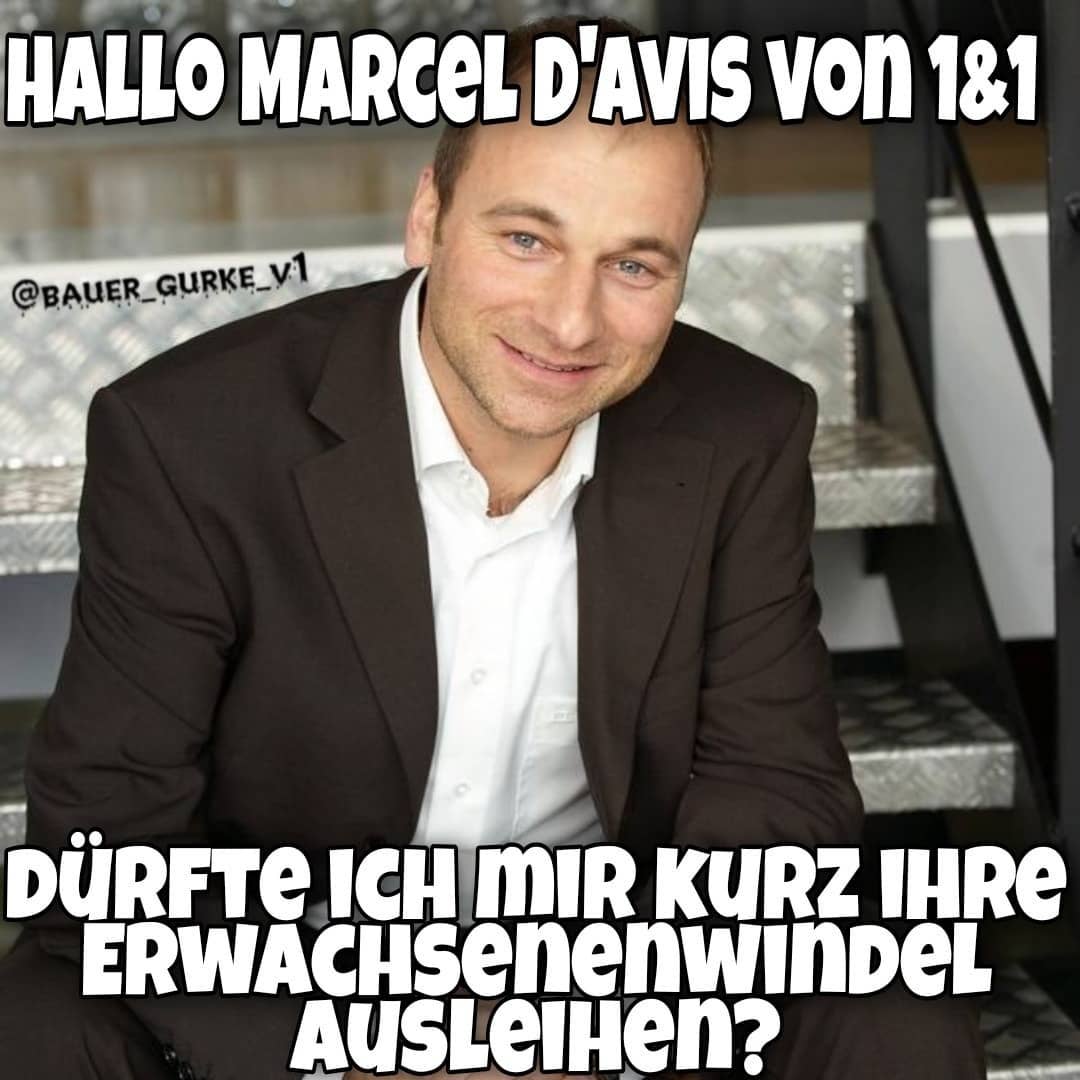 HALLO MARCEL D'AVIS VON 1&1
@BAUER_GURKE_V1
DÜRFTE ICH MIR KURZ IHRE
ERWACHSENENWINDEL
AUSLEIHEN?